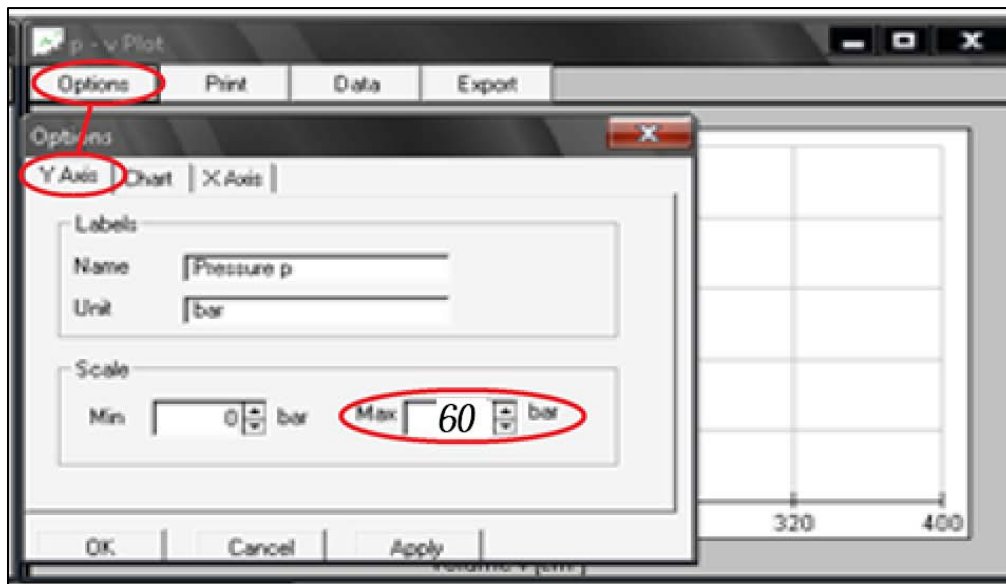 p - v Plot
Options Print Data Export
Options
Y Axis Chart X Axis
Labels
Name Pressure p
Unit bar
Scale
Min 0 bar Max 60 bar
320 400
OK Cancel Apply